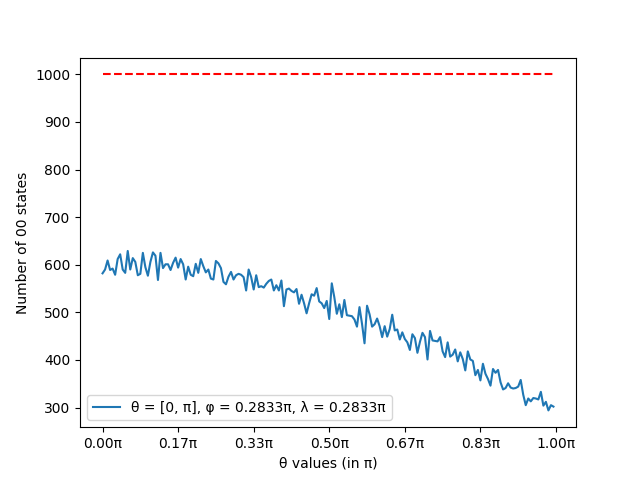 1000
900
800
700
600
500
400
300
Number of 00 states
θ = [0, π], φ = 0.2833π, λ = 0.2833π
0.00π 0.17π 0.33π 0.50π 0.67π 0.83π 1.00π
θ values (in π)